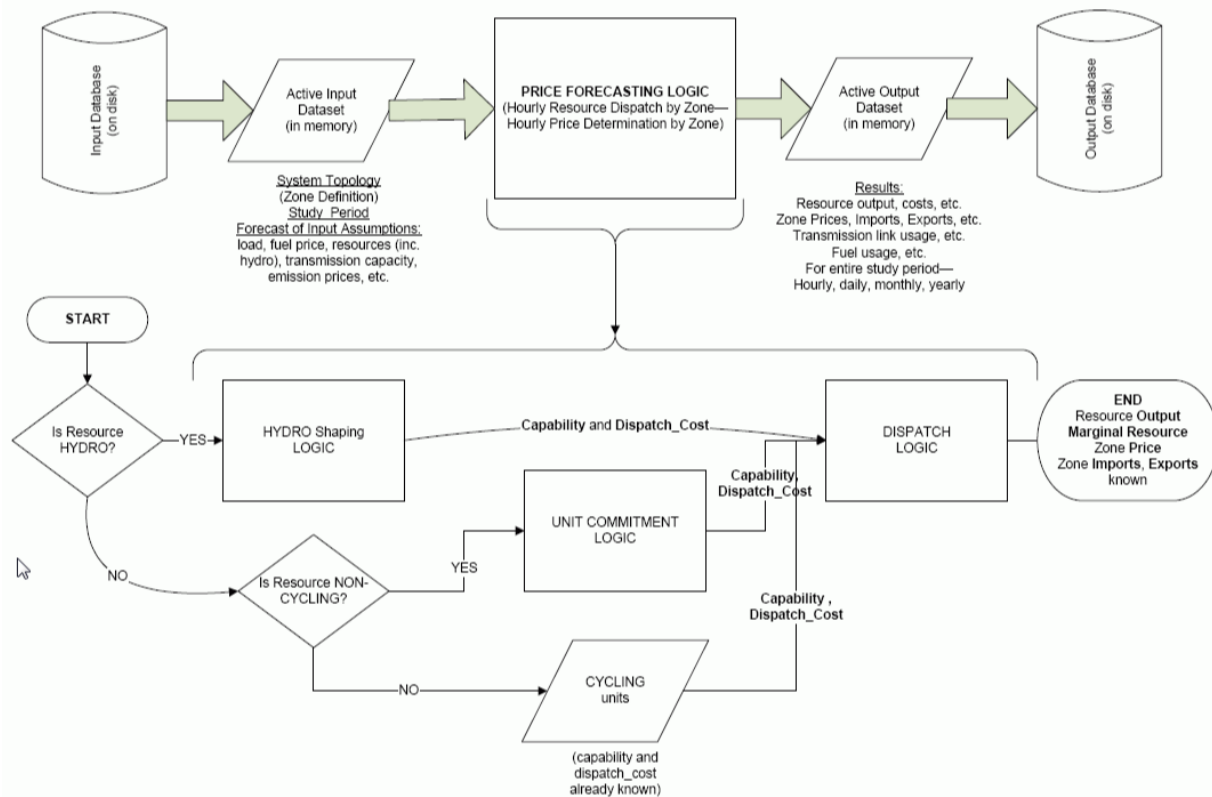 Input Database
(on disk)
Active Input
Dataset
(in memory)
PRICE FORECASTING LOGIC
(Hourly Resource Dispatch by Zone—
Hourly Price Determination by Zone)
Active Output
Dataset
(in memory)
Output Database
(on disk)
System Topology
(Zone Definition)
Study Period
Forecast of Input Assumptions:
load, fuel price, resources (inc.
hydro), transmission capacity,
emission prices, etc.
Results:
Resource output, costs, etc.
Zone Prices, Imports, Exports, etc.
Transmission link usage, etc.
Fuel usage, etc.
For entire study period—
Hourly, daily, monthly, yearly
START
Is Resource
HYDRO?
YES
HYDRO Shaping
LOGIC
Capability and Dispatch_Cost
DISPATCH
LOGIC
END
Resource Output
Marginal Resource
Zone Price
Zone Imports, Exports
known
Capability,
Dispatch_Cost
UNIT COMMITMENT
LOGIC
NO
Is Resource NON-
CYCLING?
YES
Capability ,
Dispatch_Cost
NO
CYCLING
units
(capability and
dispatch_cost
already known)